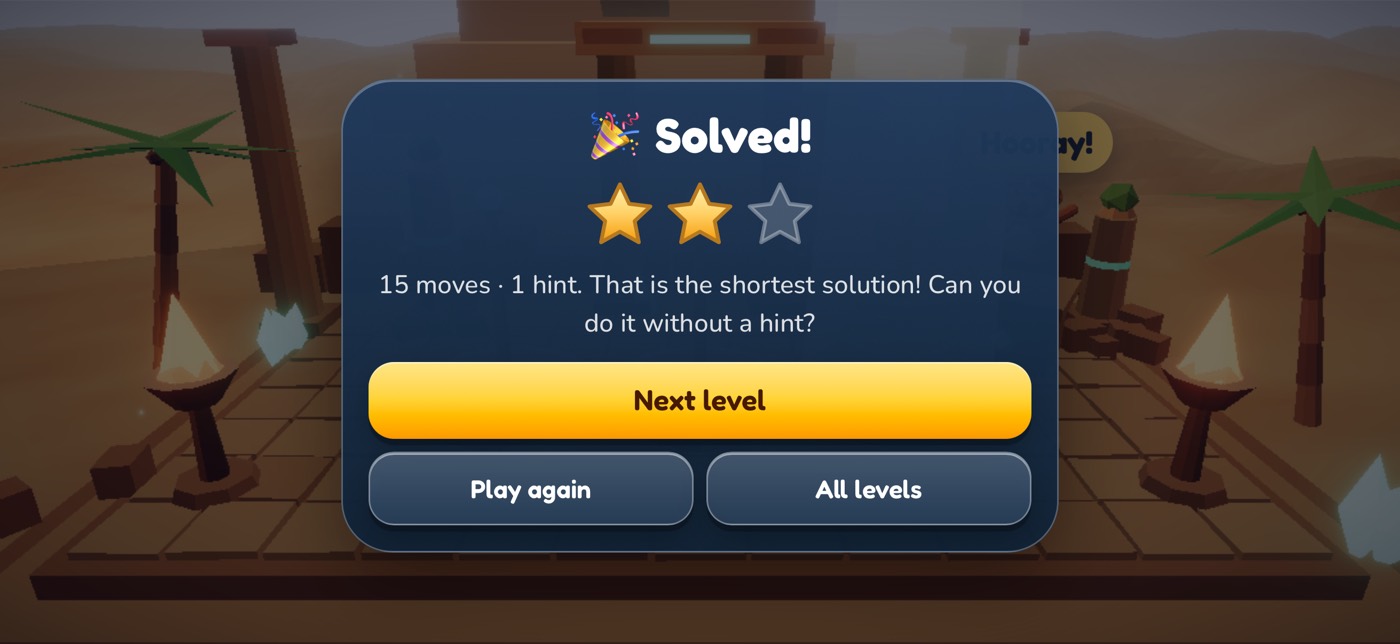 🎉 Solved!
Hooray!
15 moves · 1 hint. That is the shortest solution! Can you
do it without a hint?
Next level
Play again
All levels